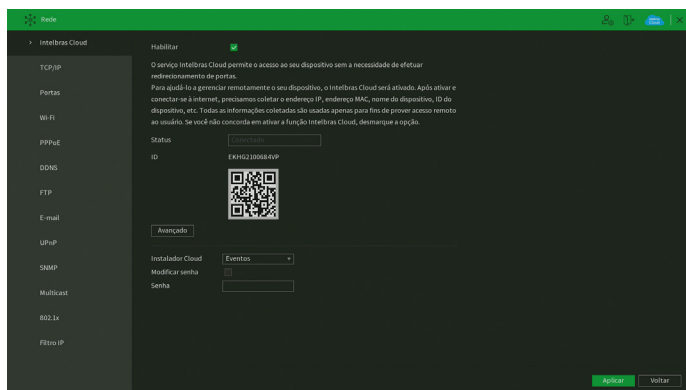 Rede
Intelbras Cloud
TCP/IP
Portas
Wi-Fi
PPPoE
DDNS
FTP
E-mail
UPnP
SNMP
Multicast
802.1x
Filtro IP
Habilitar
O serviço Intelbras Cloud permite o acesso ao seu dispositivo sem a necessidade de efetuar
redirecionamento de portas.
Para ajudá-lo a gerenciar remotamente o seu dispositivo, o Intelbras Cloud será ativado. Após ativar e
conectar-se à internet, precisamos coletar o endereço IP, endereço MAC, nome do dispositivo, ID do
dispositivo, etc. Todas as informações coletadas são usadas apenas para fins de prover acesso remoto
ao usuário. Se você não concorda em ativar a função Intelbras Cloud, desmarque a opção.
Status Conectado
ID EKHG2100684VP
Avançado
Instalador Cloud Eventos
Modificar senha
Senha
Aplicar Voltar